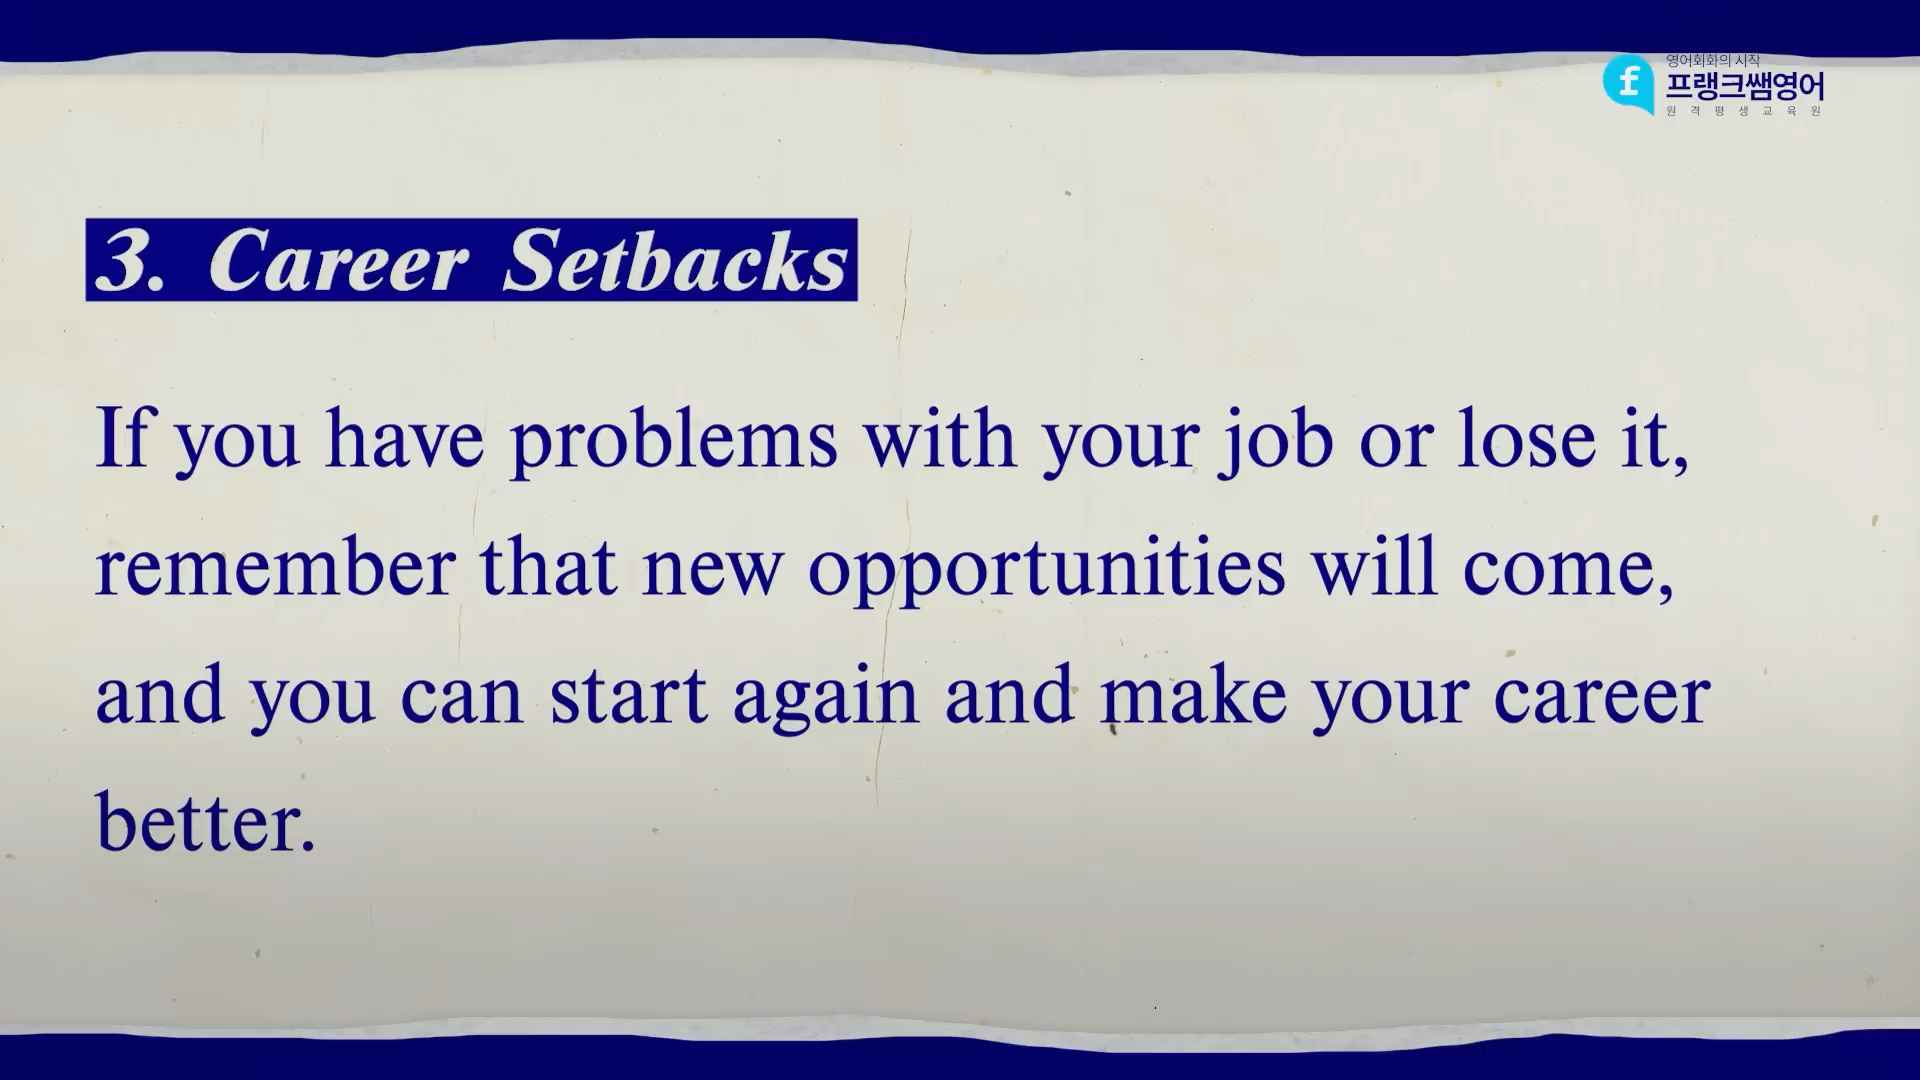 영어회화의 시작
프랭크쌤영어
원격평생교육원
3. Career Setbacks
If you have problems with your job or lose it,
remember that new opportunities will come,
and you can start again and make your career
better.